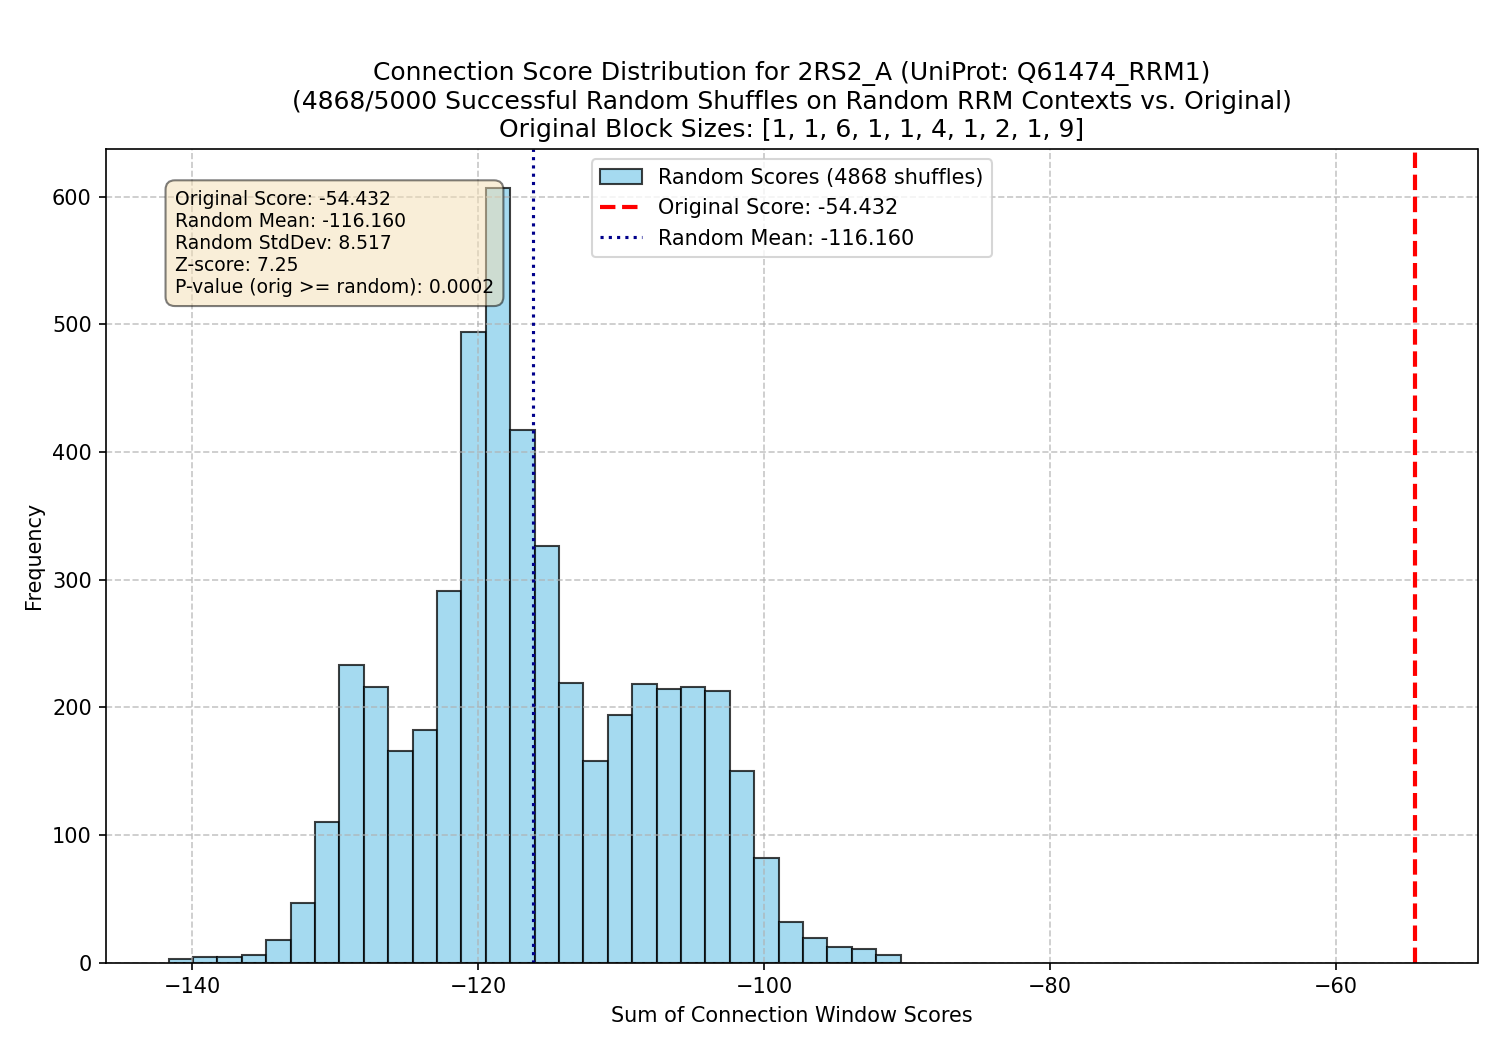 Connection Score Distribution for 2RS2_A (UniProt: Q61474_RRM1)
(4868/5000 Successful Random Shuffles on Random RRM Contexts vs. Original)
Original Block Sizes: [1, 1, 6, 1, 1, 4, 1, 2, 1, 9]
Original Score: -54.432
Random Mean: -116.160
Random StdDev: 8.517
Z-score: 7.25
P-value (orig >= random): 0.0002
Random Scores (4868 shuffles)
Original Score: -54.432
Random Mean: -116.160
Frequency
600
500
400
300
200
100
0
−140
−120
−100
−80
−60
Sum of Connection Window Scores